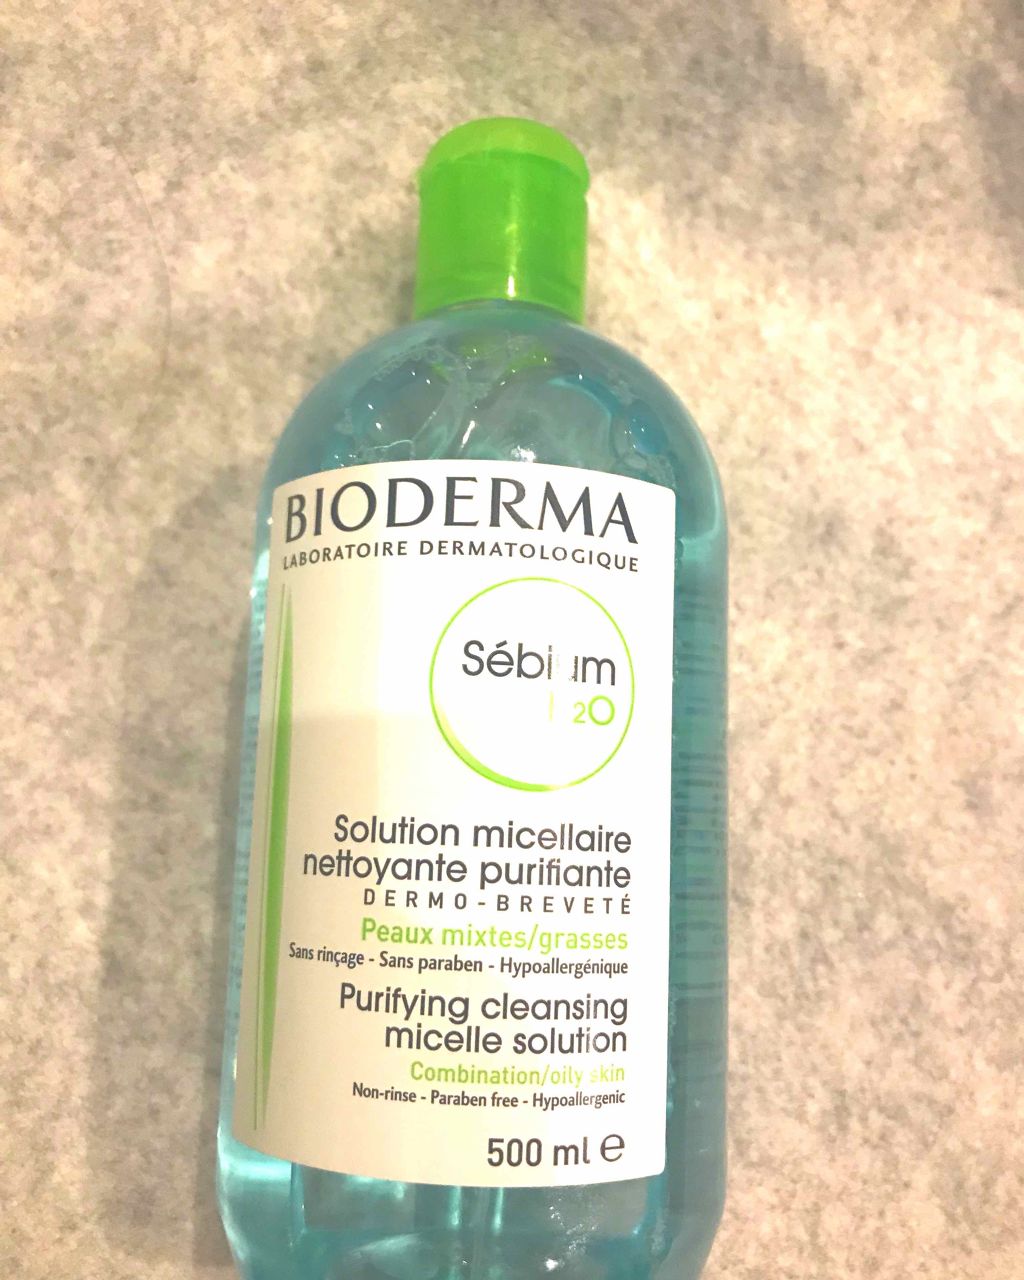 BIODERMA
LABORATOIRE DERMATOLOGIQUE
Sébium
H2O
Solution micellaire
nettoyante purifiante
DERMO-BREVETÉ
Peaux mixtes/grasses
Sans rinçage - Sans paraben - Hypoallergénique
Purifying cleansing
micelle solution
Combination/oily skin
Non-rinse - Paraben free - Hypoallergenic
500 ml e